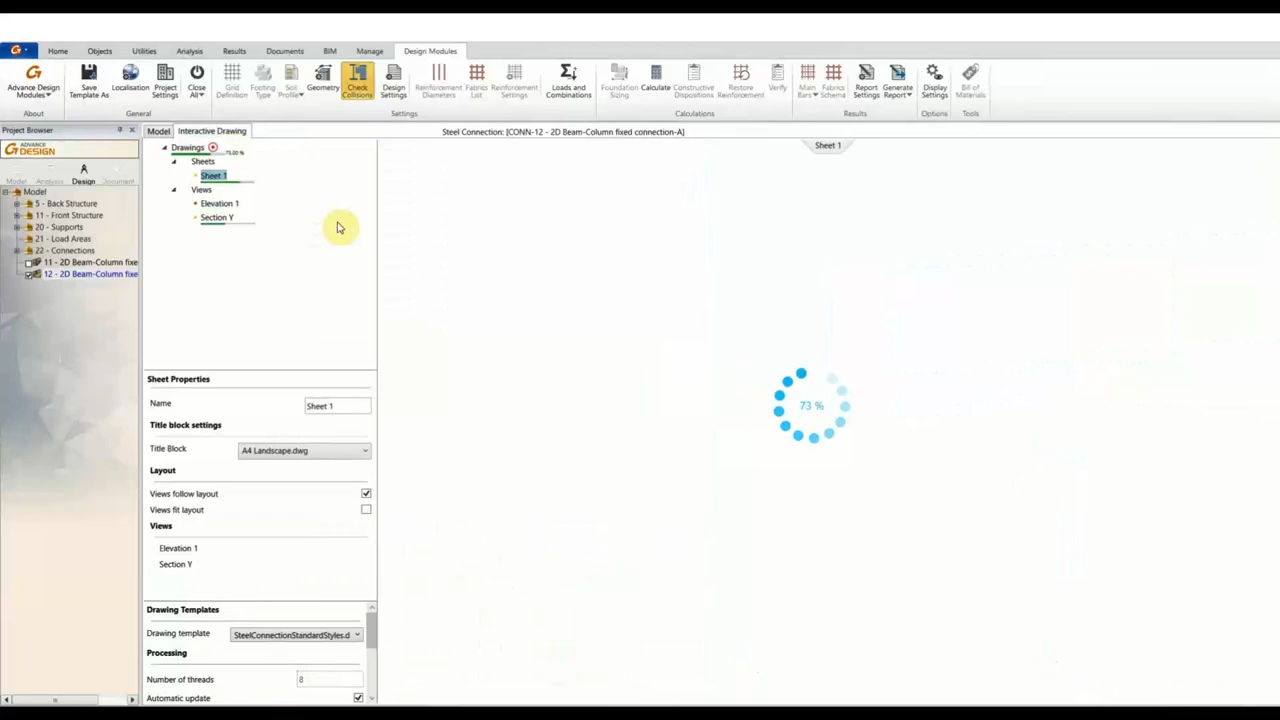 G
Home Objects Utilities Analysis Results Documents BIM Manage Design Modules
Advance Design Modules Save Template As Localisation Project Settings Close All Grid Definition Footing Type Soil Profile Geometry Check Collisions Design Settings Reinforcement Diameters Fabrics List Reinforcement Settings Loads and Combinations Foundation Sizing Calculate Constructive Dispositions Restore Reinforcement Verify Main Bars Fabrics Schema Report Settings Generate Report Display Settings Bill of Materials
About General Settings Calculations Results Options Tools
Project Browser Model Interactive Drawing Steel Connection: [CONN-12 - 2D Beam-Column fixed connection-A]
ADVANCE
DESIGN
Model Analysis Design Document
Model
5 - Back Structure
11 - Front Structure
20 - Supports
21 - Load Areas
22 - Connections
11 - 2D Beam-Column fixe
12 - 2D Beam-Column fixe
Drawings 73.00 %
Sheets
Sheet 1
Views
Elevation 1
Section Y
Sheet 1
73 %
Sheet Properties
Name Sheet 1
Title block settings
Title Block A4 Landscape.dwg
Layout
Views follow layout
Views fit layout
Views
Elevation 1
Section Y
Drawing Templates
Drawing template SteelConnectionStandardStyles.d
Processing
Number of threads 8
Automatic update